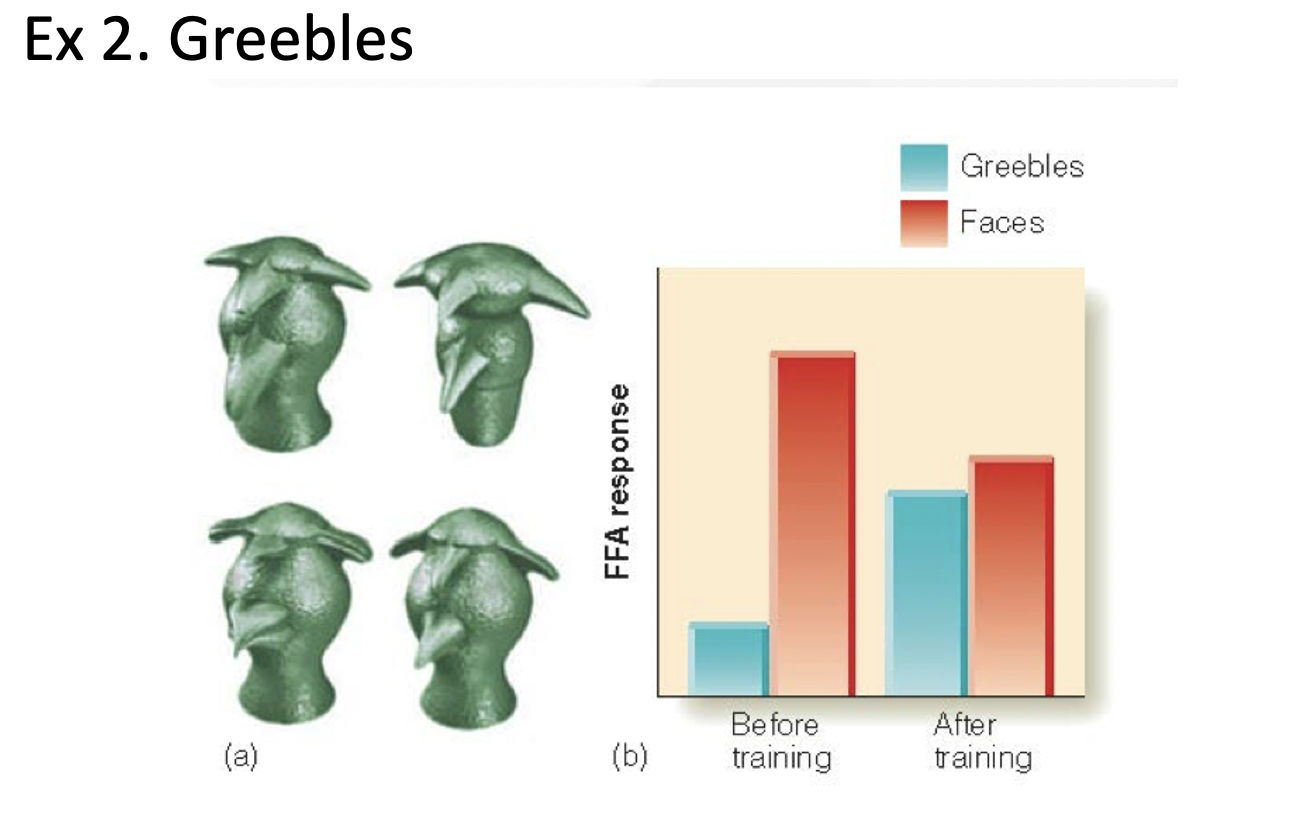 Ex 2. Greebles
Greebles
Faces
FFA response
Before
training
After
training
(a)
(b)